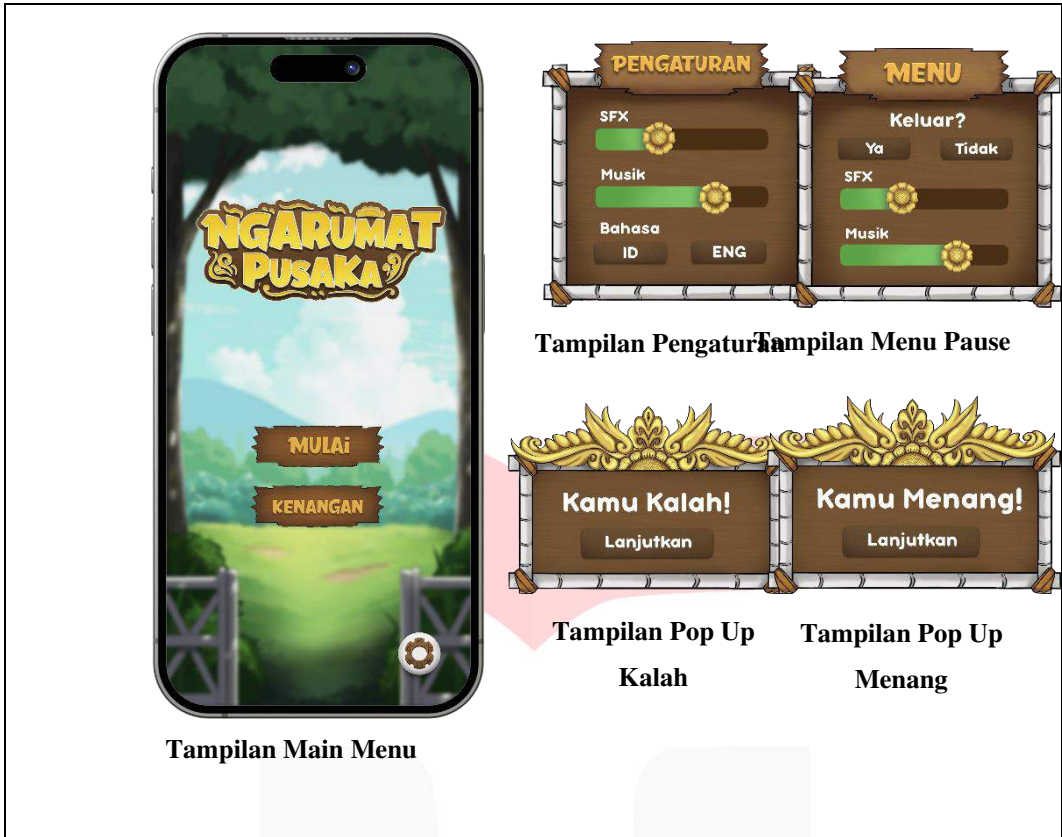 NGARUMAT
PUSAKA
MULAi
KENANGAN
Tampilan Main Menu
PENGATURAN
SFX
Musik
Bahasa
ID ENG
Tampilan Pengaturan
MENU
Keluar?
Ya Tidak
SFX
Musik
Tampilan Menu Pause
Kamu Kalah!
Lanjutkan
Tampilan Pop Up
Kalah
Kamu Menang!
Lanjutkan
Tampilan Pop Up
Menang